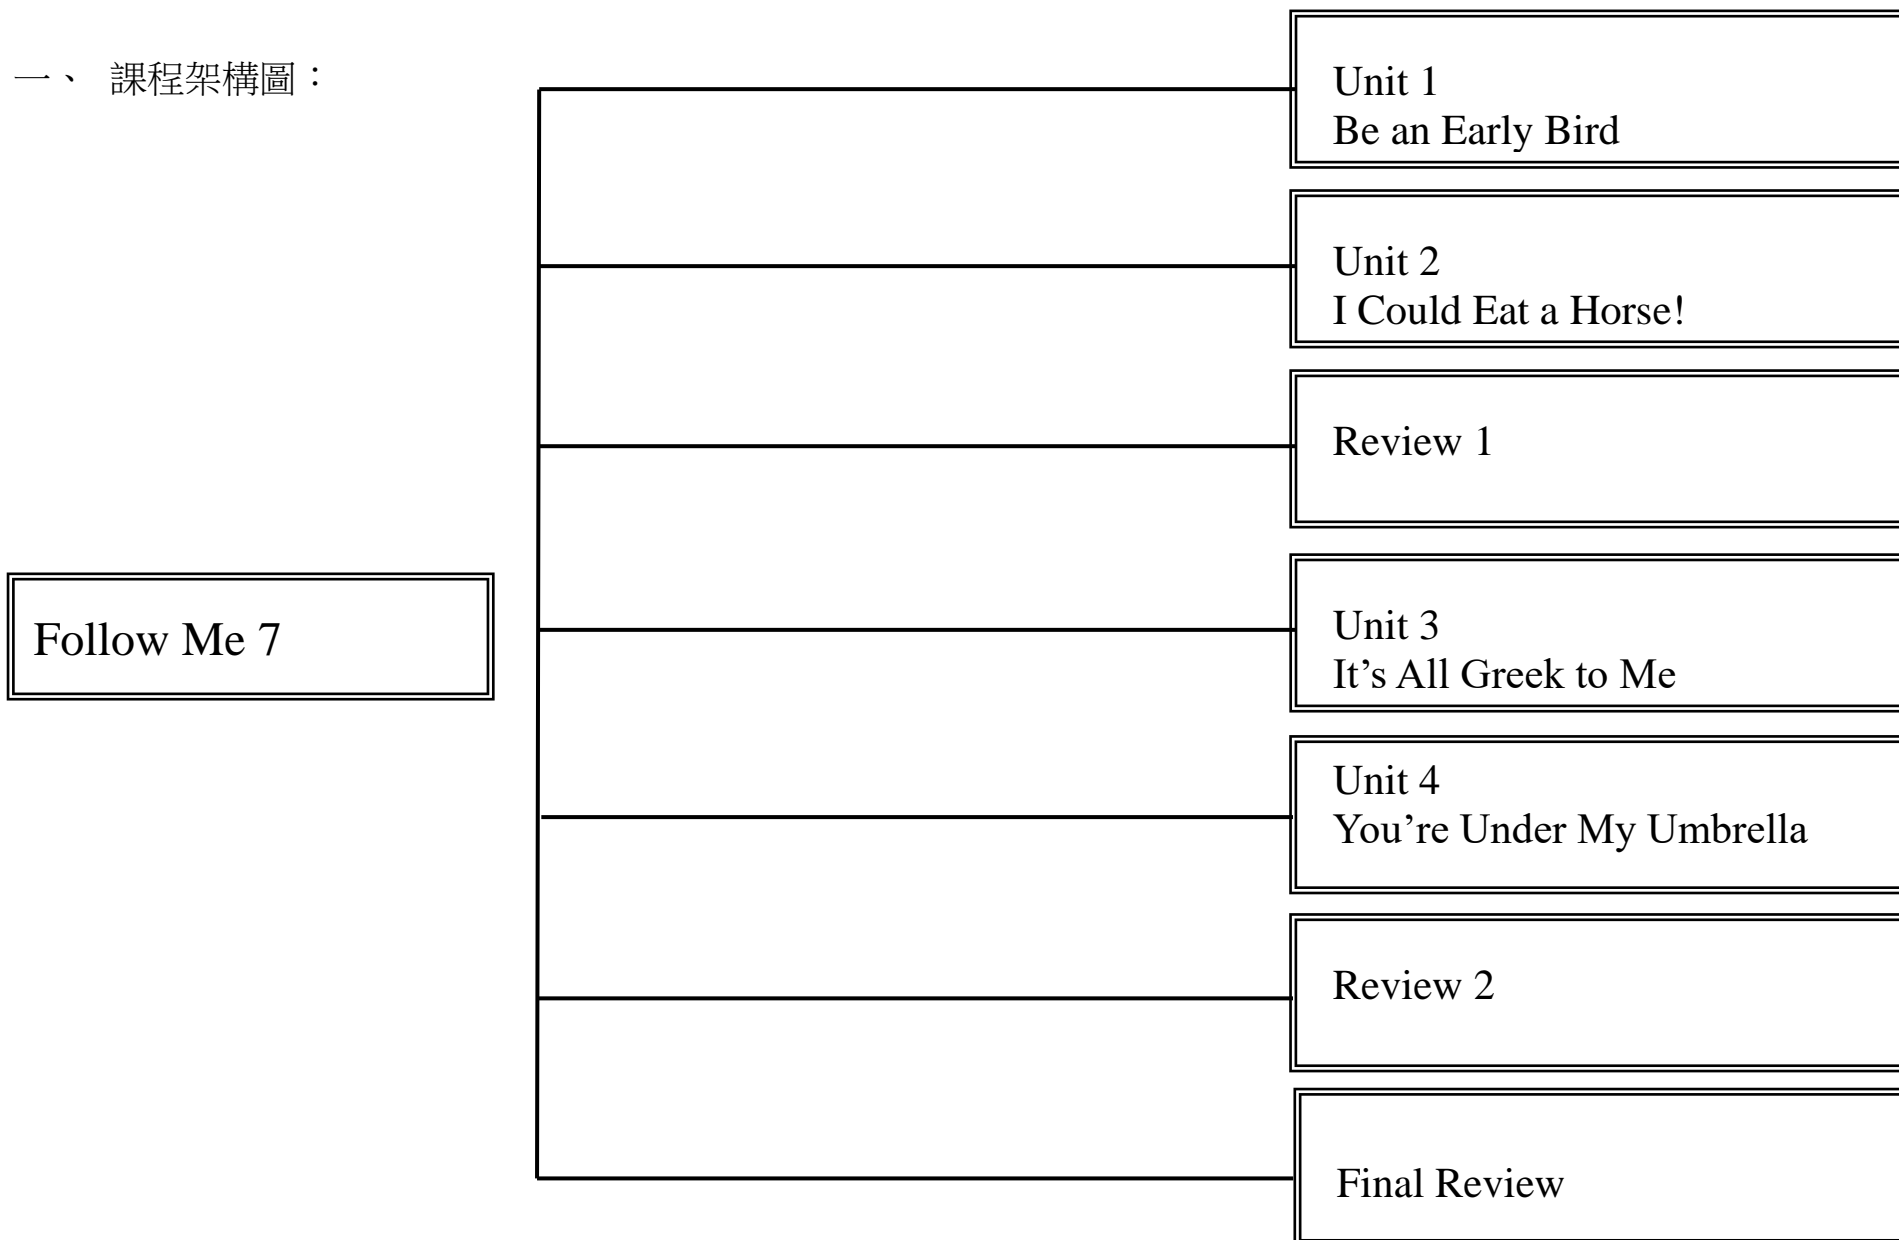 一、 課程架構圖：
Unit 1
Be an Early Bird
Unit 2
I Could Eat a Horse!
Review 1
Follow Me 7
Unit 3
It’s All Greek to Me
Unit 4
You’re Under My Umbrella
Review 2
Final Review